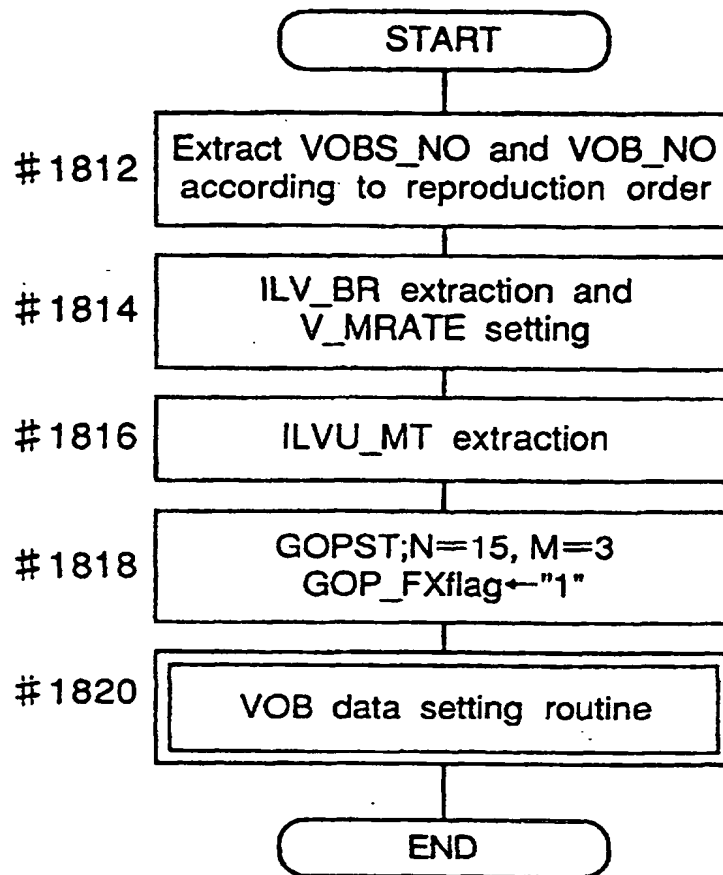 START
#1812
Extract VOBS_NO and VOB_NO
according to reproduction order
#1814
ILV_BR extraction and
V_MRATE setting
#1816
ILVU_MT extraction
#1818
GOPST;N=15, M=3
GOP_FXflag←"1"
#1820
VOB data setting routine
END